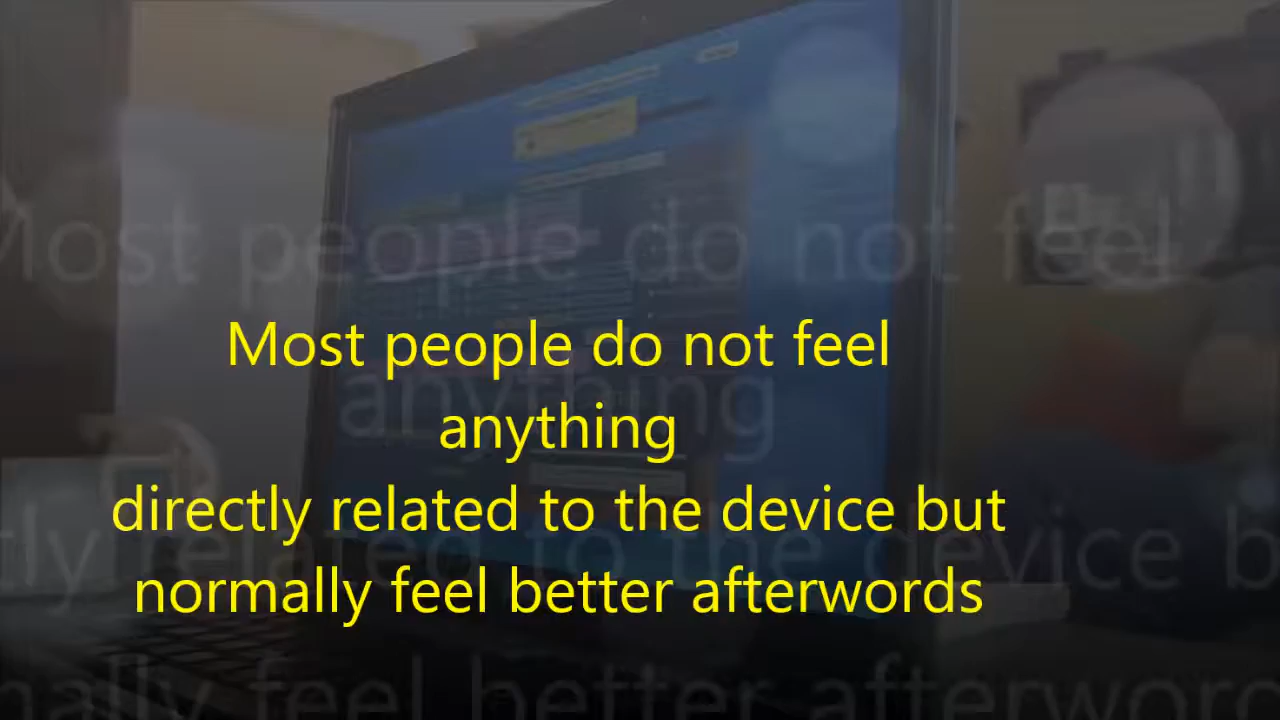 Most people do not feel
anything
directly related to the device but
normally feel better afterwords